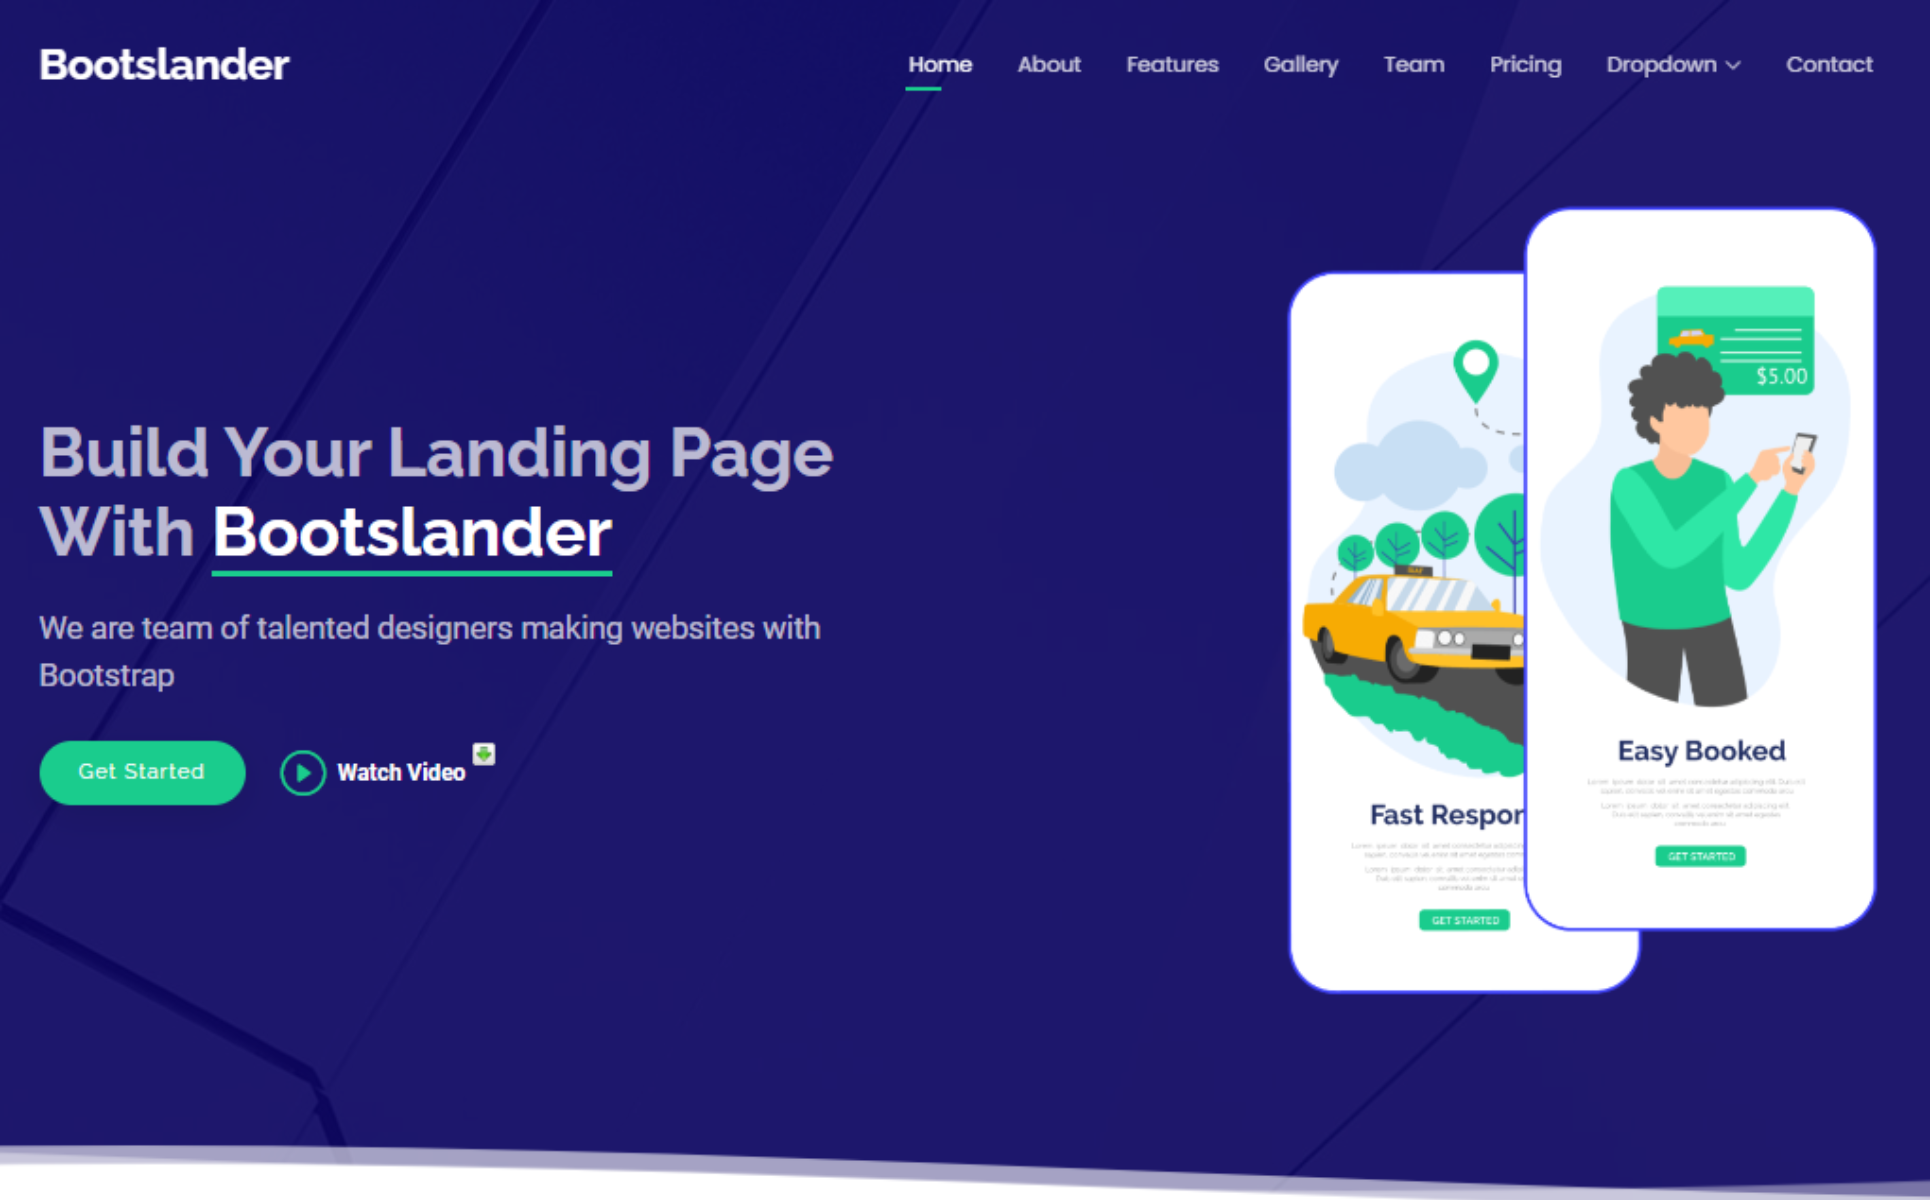 Bootslander
Home About Features Gallery Team Pricing Dropdown Contact
Build Your Landing Page
With Bootslander
We are team of talented designers making websites with
Bootstrap
Get Started
Watch Video
TAXI
Fast Respon
GET STARTED
$5.00
Easy Booked
GET STARTED